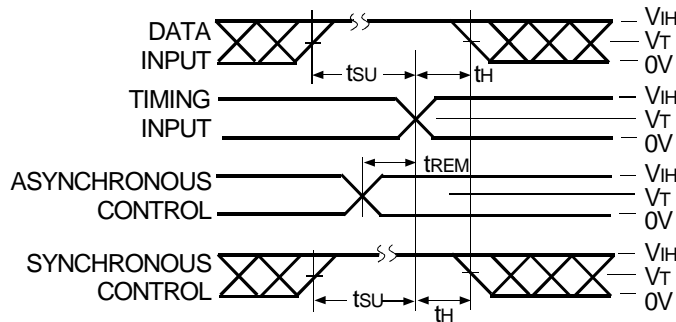 DATA INPUT
tSU
tH
VIH
VT
0V
TIMING INPUT
VIH
VT
0V
tREM
ASYNCHRONOUS CONTROL
VIH
VT
0V
SYNCHRONOUS CONTROL
tSU
tH
VIH
VT
0V